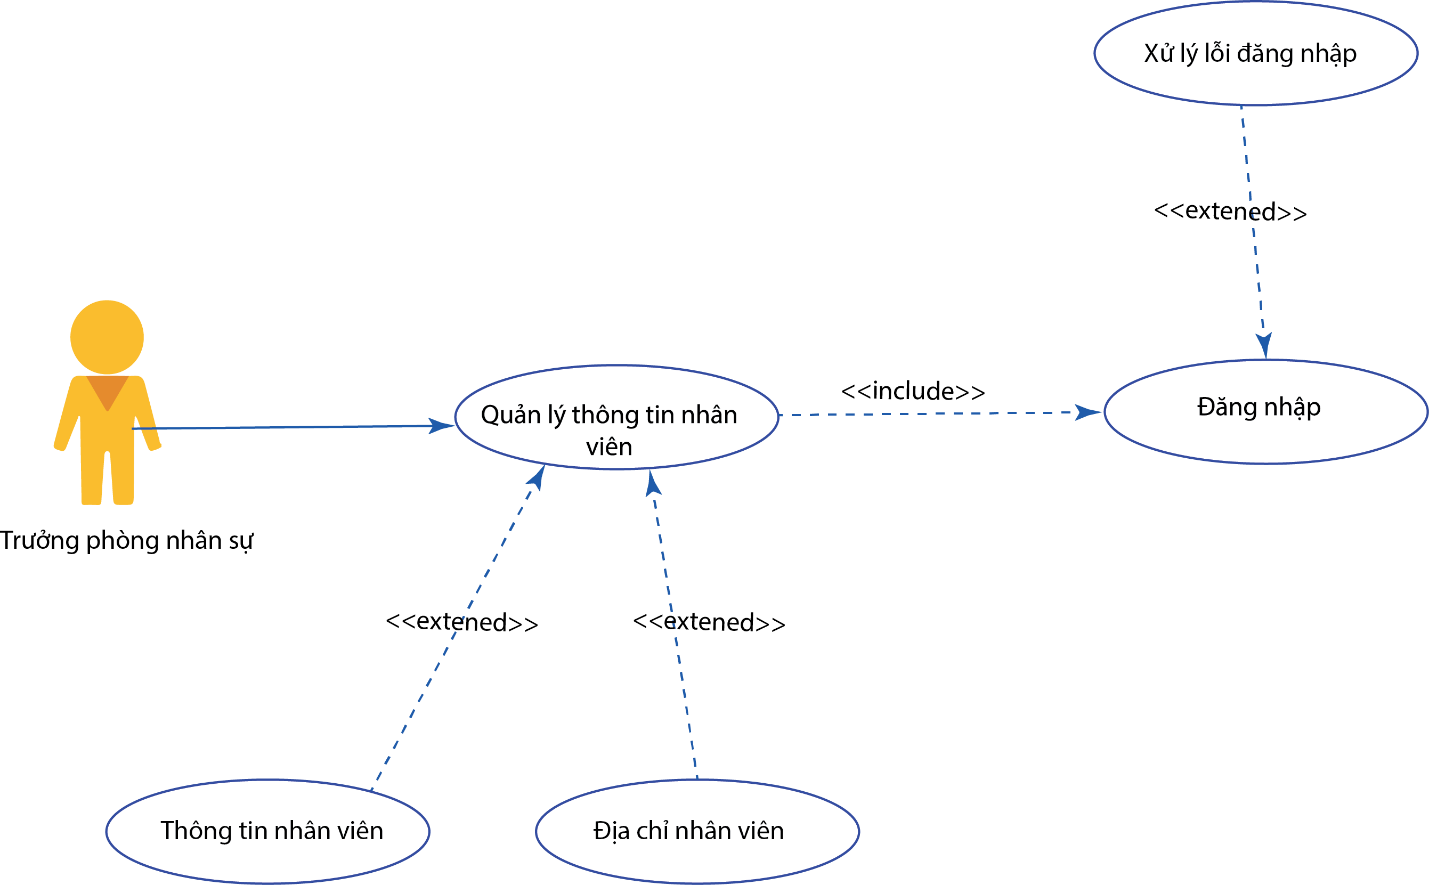 Xử lý lỗi đăng nhập
<<extened>>
<<include>>
Đăng nhập
Quản lý thông tin nhân
viên
Trưởng phòng nhân sự
<<extened>>
<<extened>>
Thông tin nhân viên
Địa chỉ nhân viên